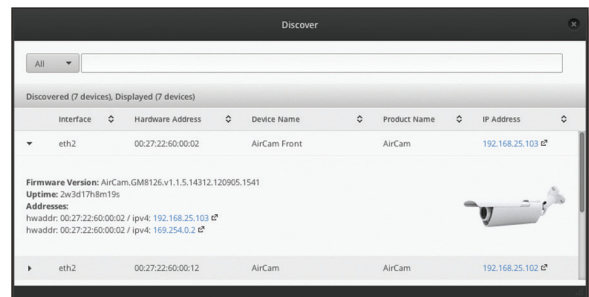 Discover
All
Discovered (7 devices), Displayed (7 devices)
Interface Hardware Address Device Name Product Name IP Address
eth2 00:27:22:60:00:02 AirCam Front AirCam 192.168.25.103
Firmware Version: AirCam.GM8126.v1.1.5.14312.120905.1541
Uptime: 2w3d17h8m19s
Addresses:
hwaddr: 00:27:22:60:00:02 / ipv4: 192.168.25.103
hwaddr: 00:27:22:60:00:02 / ipv4: 169.254.0.2
eth2 00:27:22:60:00:12 AirCam AirCam 192.168.25.102